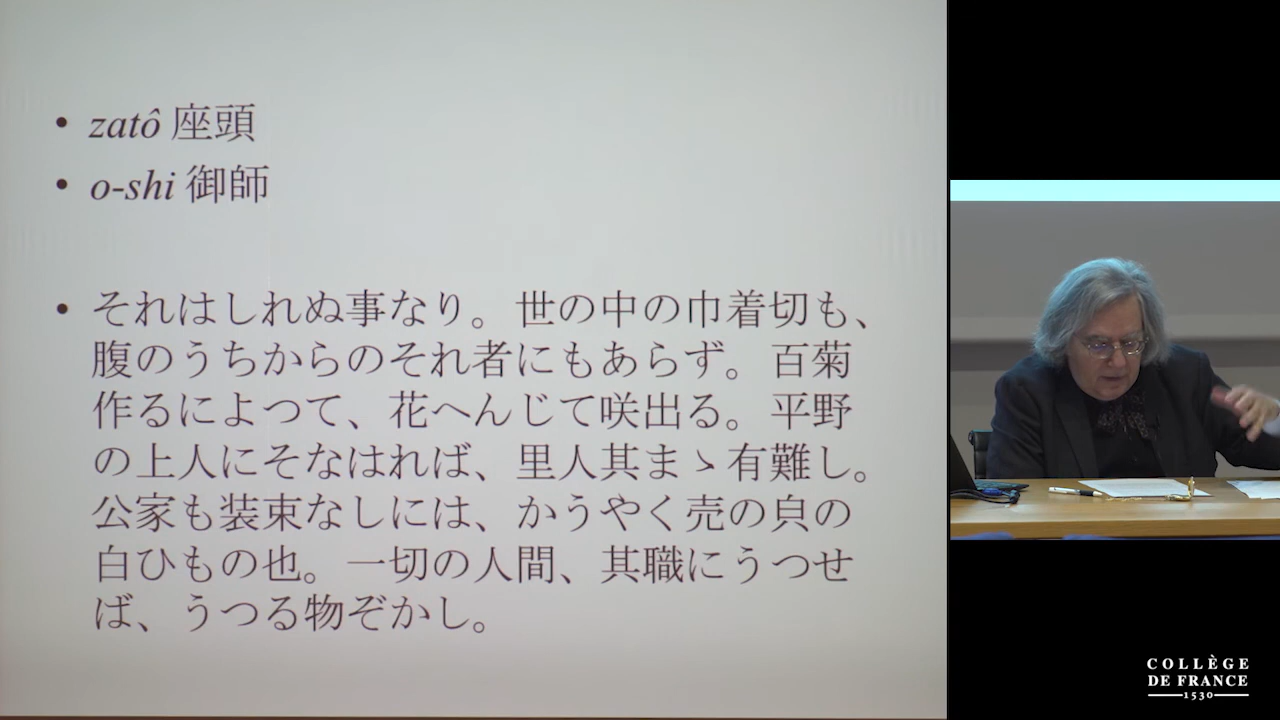 • zatô 座頭
• o-shi 御師
• それはしれぬ事なり。世の中の巾着切も、
腹のうちからのそれ者にもあらず。百菊
作るによつて、花へんじて咲出る。平野
の上人にそなはれば、里人其まゝ有難し。
公家も装束なしには、かうやく売の㒵の
白ひもの也。一切の人間、其職にうつせ
ば、うつる物ぞかし。
COLLÈGE
DE FRANCE
1530